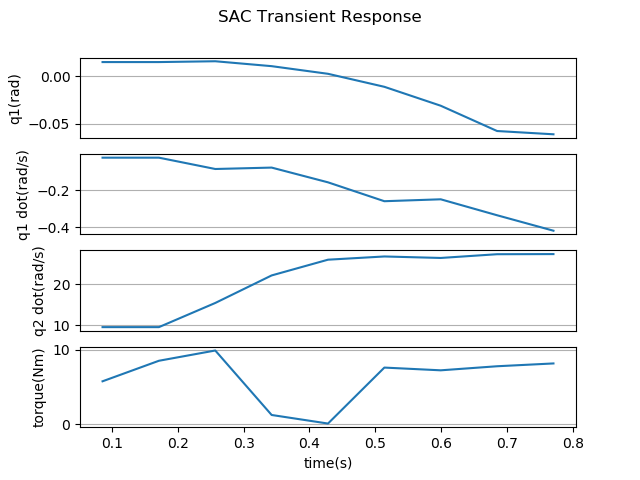 SAC Transient Response
0.00
−0.05
q1(rad)
−0.2
−0.4
q1 dot(rad/s)
20
10
q2 dot(rad/s)
10
0
torque(Nm)
0.1 0.2 0.3 0.4 0.5 0.6 0.7 0.8
time(s)